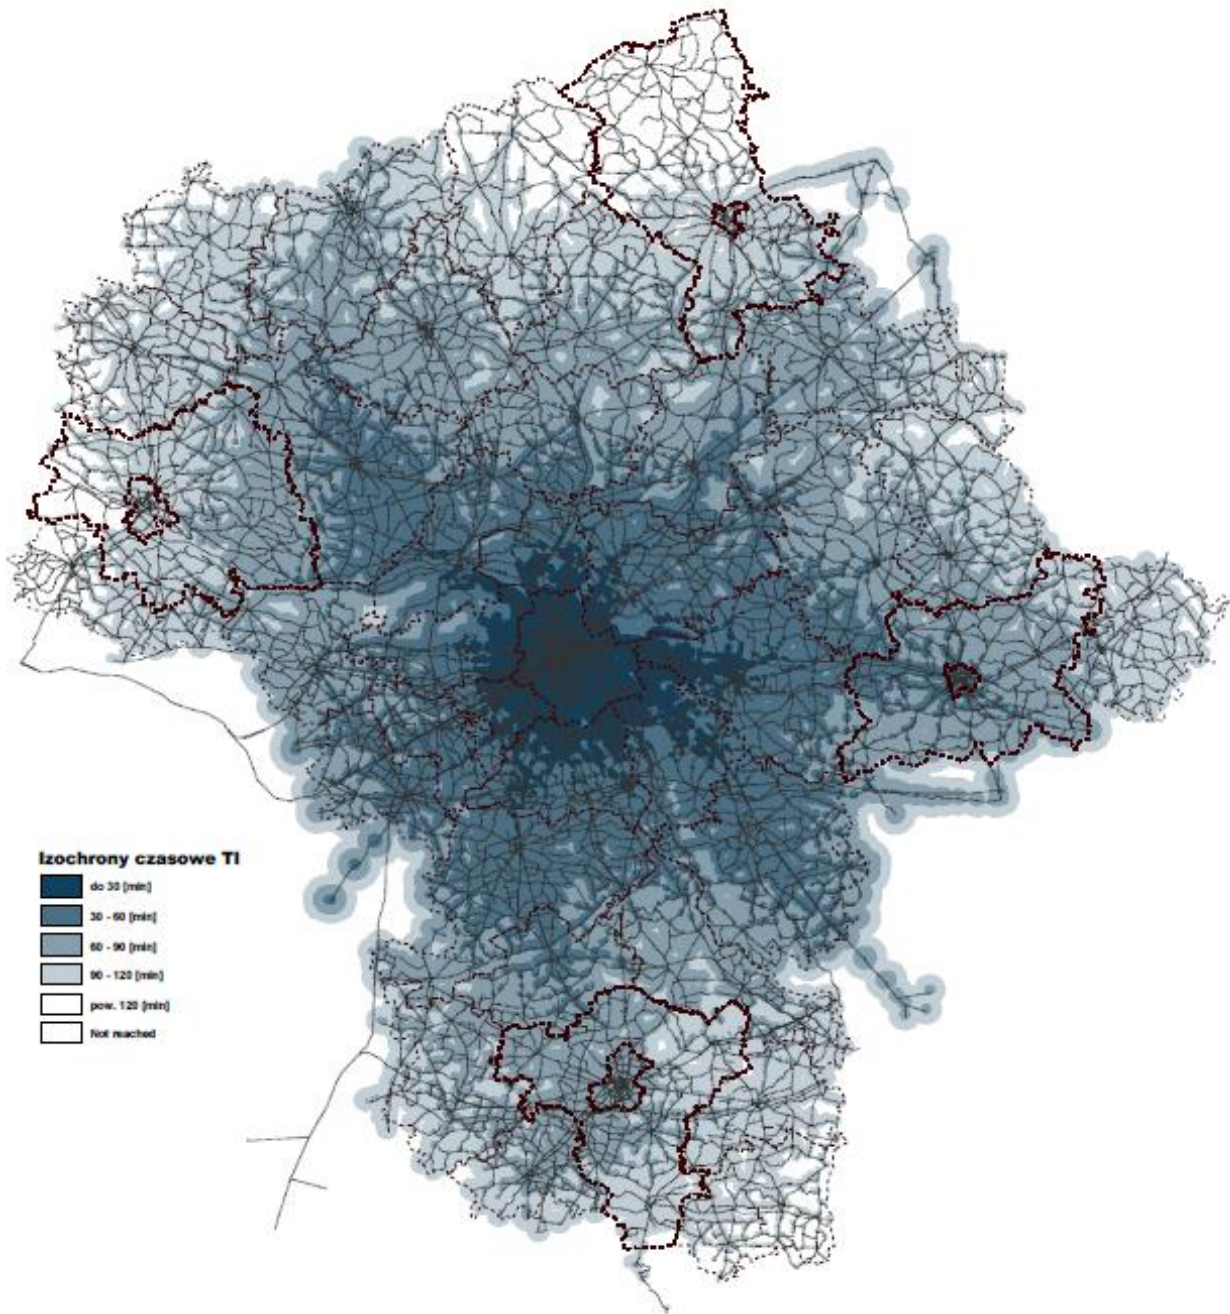 Izochrony czasowe TI
do 30 [min]
30 - 60 [min]
60 - 90 [min]
90 - 120 [min]
pow. 120 [min]
Not reached